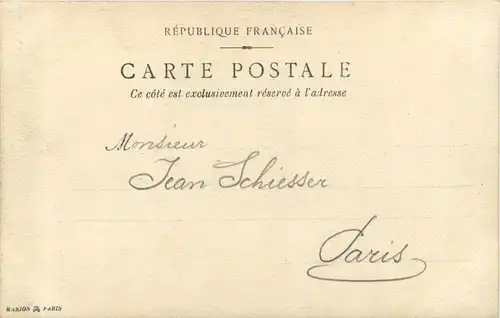 RÉPUBLIQUE FRANÇAISE
CARTE POSTALE
Ce côté est exclusivement réservé à l'adresse
Monsieur
Jean Schiesser
Paris
MARION PARIS